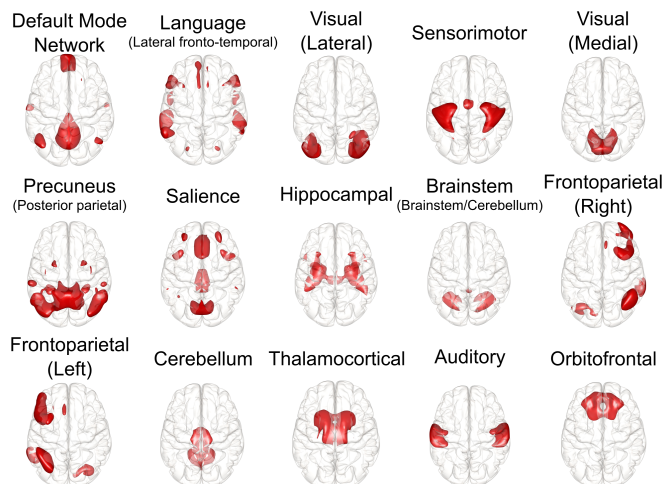 Default Mode
Network
Language
(Lateral fronto-temporal)
Visual
(Lateral)
Sensorimotor
Visual
(Medial)
Precuneus
(Posterior parietal)
Salience
Hippocampal
Brainstem
(Brainstem/Cerebellum)
Frontoparietal
(Right)
Frontoparietal
(Left)
Cerebellum
Thalamocortical
Auditory
Orbitofrontal